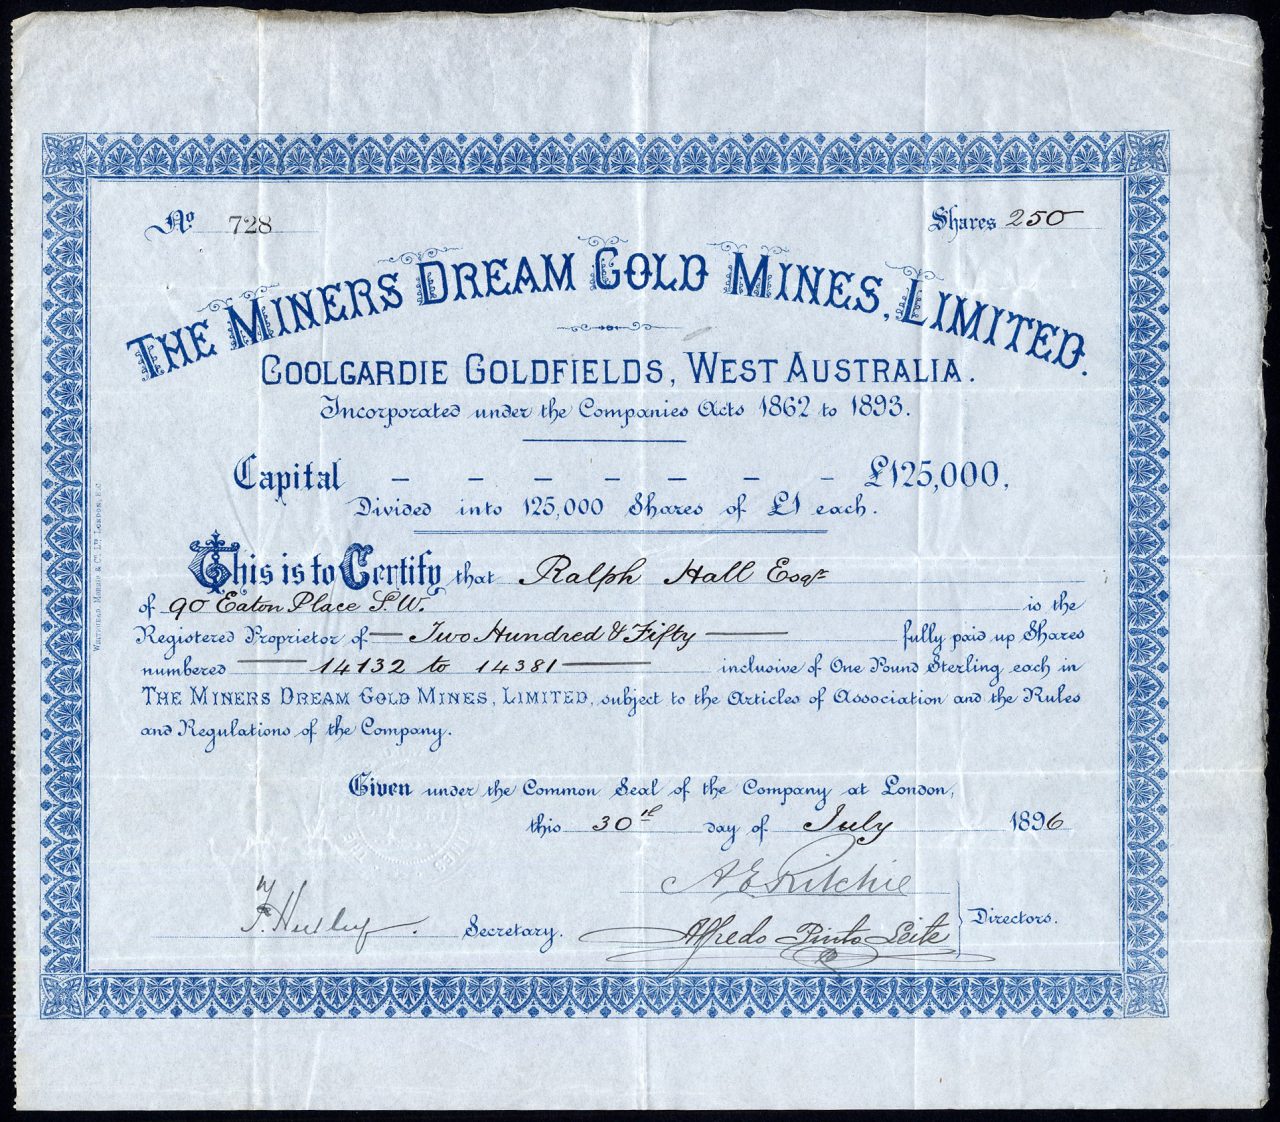 No. 728
Shares 250
THE MINERS DREAM GOLD MINES, LIMITED.
COOLGARDIE GOLDFIELDS, WEST AUSTRALIA.
Incorporated under the Companies Acts 1862 to 1893.
Capital - - - - - - - £125,000.
Divided into 125,000 Shares of £1 each.
This is to Certify that Ralph Hall Esqre
of 90 Eaton Place S.W. is the
Registered Proprietor of — Two Hundred & Fifty — fully paid up Shares
numbered — 14132 to 14381 — inclusive of One Pound Sterling each in
THE MINERS DREAM GOLD MINES, LIMITED, subject to the Articles of Association and the Rules
and Regulations of the Company.
Given under the Common Seal of the Company at London,
this 30th day of July 1896
A E Ritchie
F. Huxley. Secretary.
Alfredo Pinto Leite
Directors.